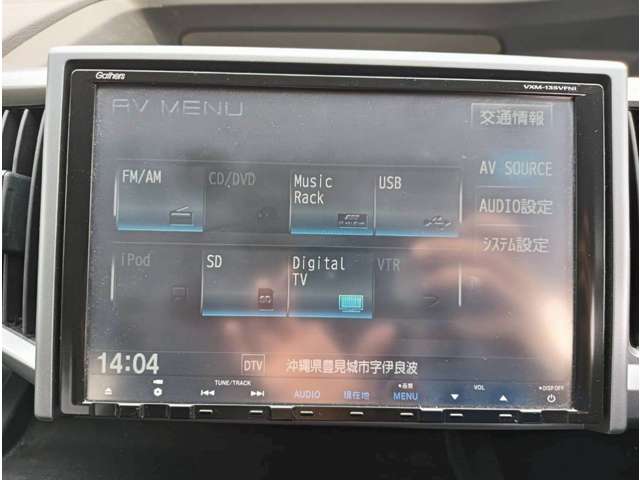 Gathers
VXM-135VFNi
AV MENU
交通情報
FM/AM
CD/DVD
Music
Rack
USB
AV SOURCE
AUDIO設定
iPod
SD
Digital
TV
VTR
システム設定
14:04
DTV
沖縄県豊見城市字伊良波
TUNE/TRACK
AUDIO
現在地
MENU
VOL
DISP OFF